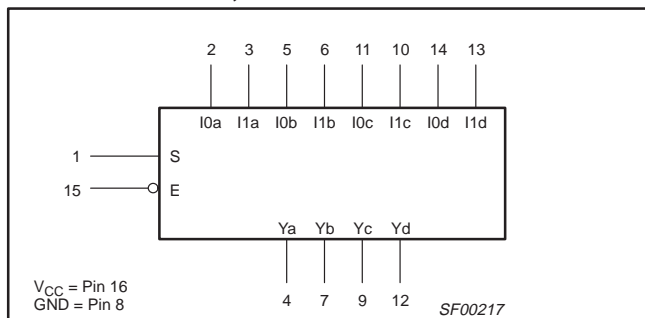 2 3 5 6 11 10 14 13
I0a I1a I0b I1b I0c I1c I0d I1d
1 S
15 E
Ya Yb Yc Yd
VCC = Pin 16
GND = Pin 8
4 7 9 12
SF00217